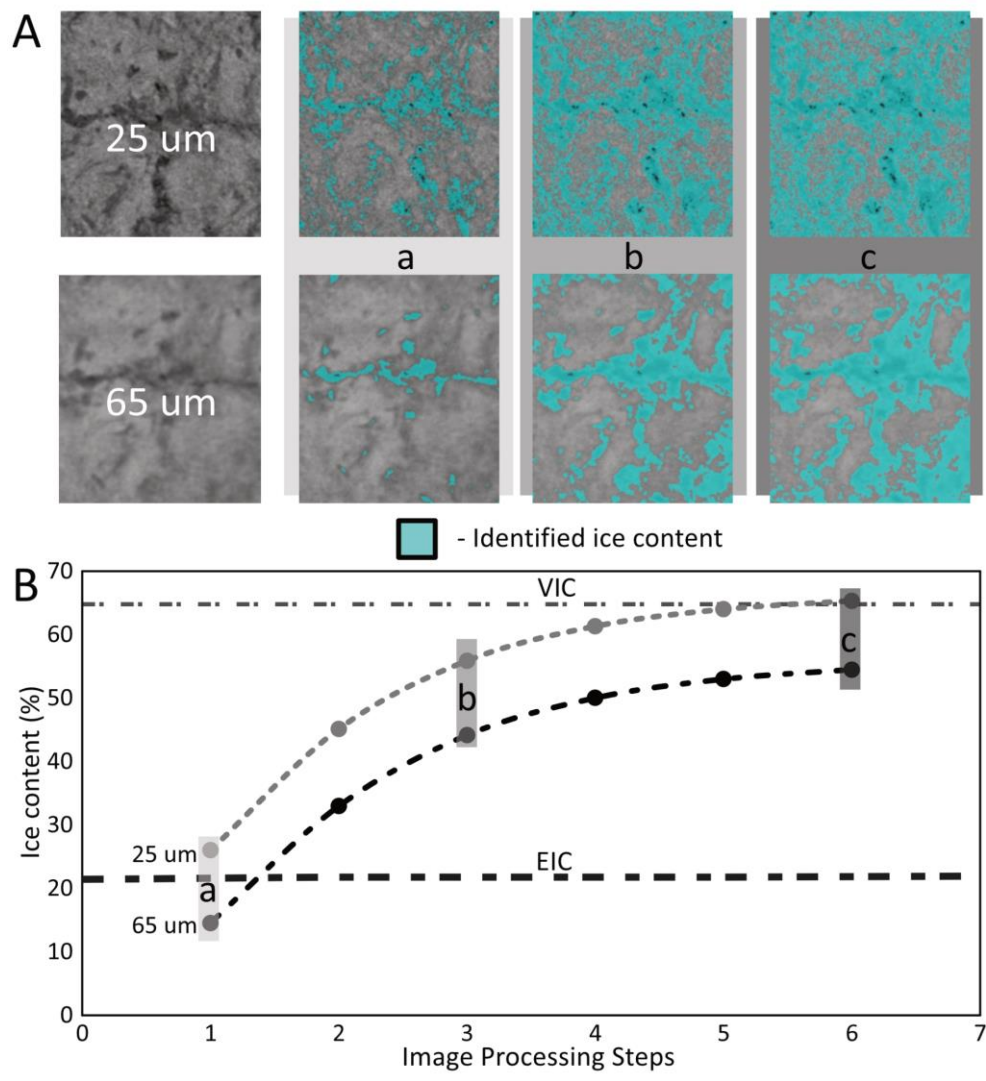 A
25 um
a
b
c
65 um
- Identified ice content
B
70
60
50
40
30
20
10
0
Ice content (%)
VIC
EIC
25 um
65 um
a
b
c
0 1 2 3 4 5 6 7
Image Processing Steps